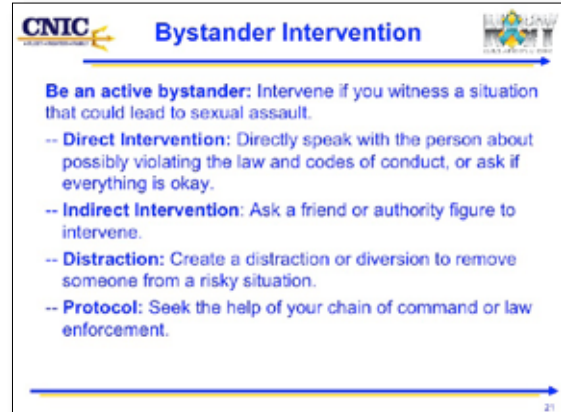 CNIC
Bystander Intervention
Be an active bystander: Intervene if you witness a situation
that could lead to sexual assault.
-- Direct Intervention: Directly speak with the person about
possibly violating the law and codes of conduct, or ask if
everything is okay.
-- Indirect Intervention: Ask a friend or authority figure to
intervene.
-- Distraction: Create a distraction or diversion to remove
someone from a risky situation.
-- Protocol: Seek the help of your chain of command or law
enforcement.
21